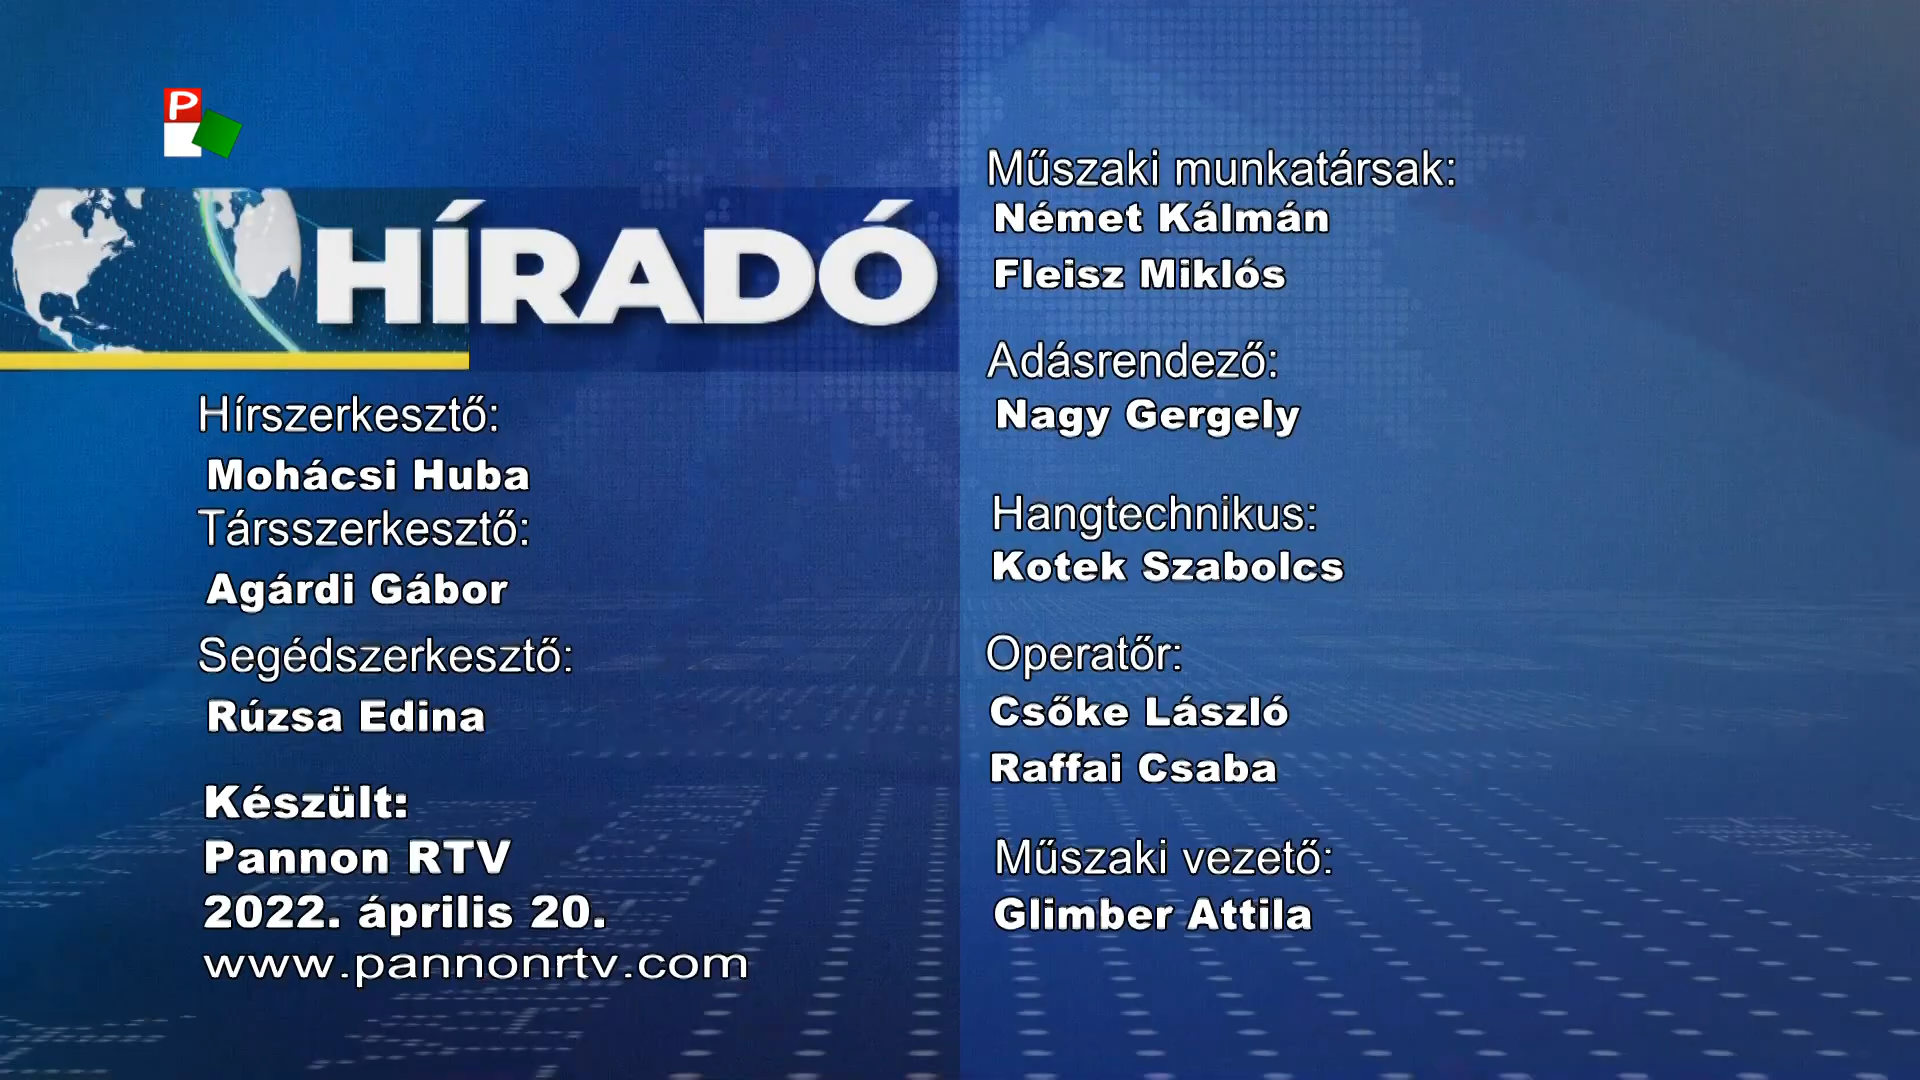 P
HÍRADÓ
Hírszerkesztő:
Mohácsi Huba
Társszerkesztő:
Agárdi Gábor
Segédszerkesztő:
Rúzsa Edina
Készült:
Pannon RTV
2022. április 20.
www.pannonrtv.com
Műszaki munkatársak:
Német Kálmán
Fleisz Miklós
Adásrendező:
Nagy Gergely
Hangtechnikus:
Kotek Szabolcs
Operatőr:
Csőke László
Raffai Csaba
Műszaki vezető:
Glimber Attila